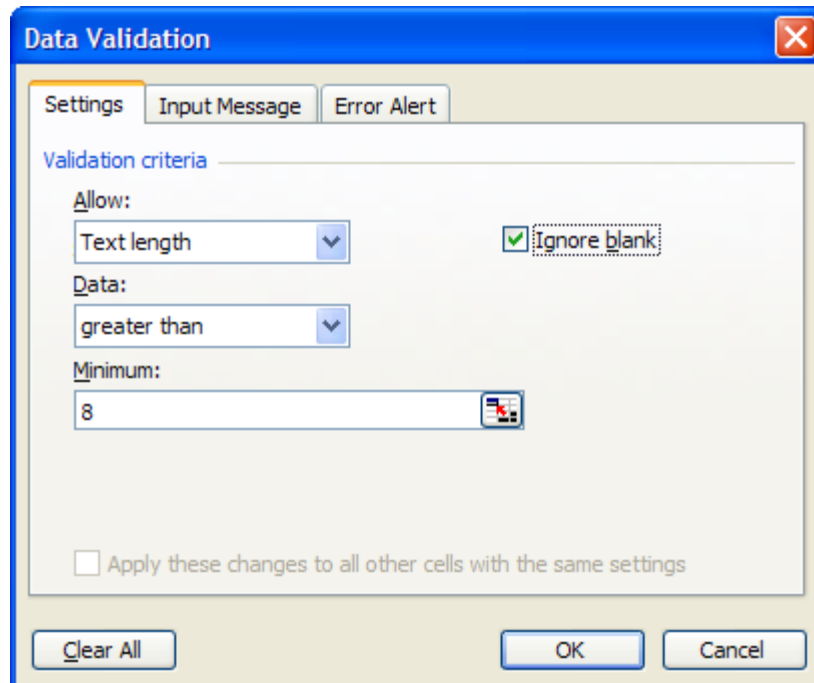 Data Validation
Settings
Input Message
Error Alert
Validation criteria
Allow:
Text length
Ignore blank
Data:
greater than
Minimum:
8
Apply these changes to all other cells with the same settings
Clear All
OK
Cancel